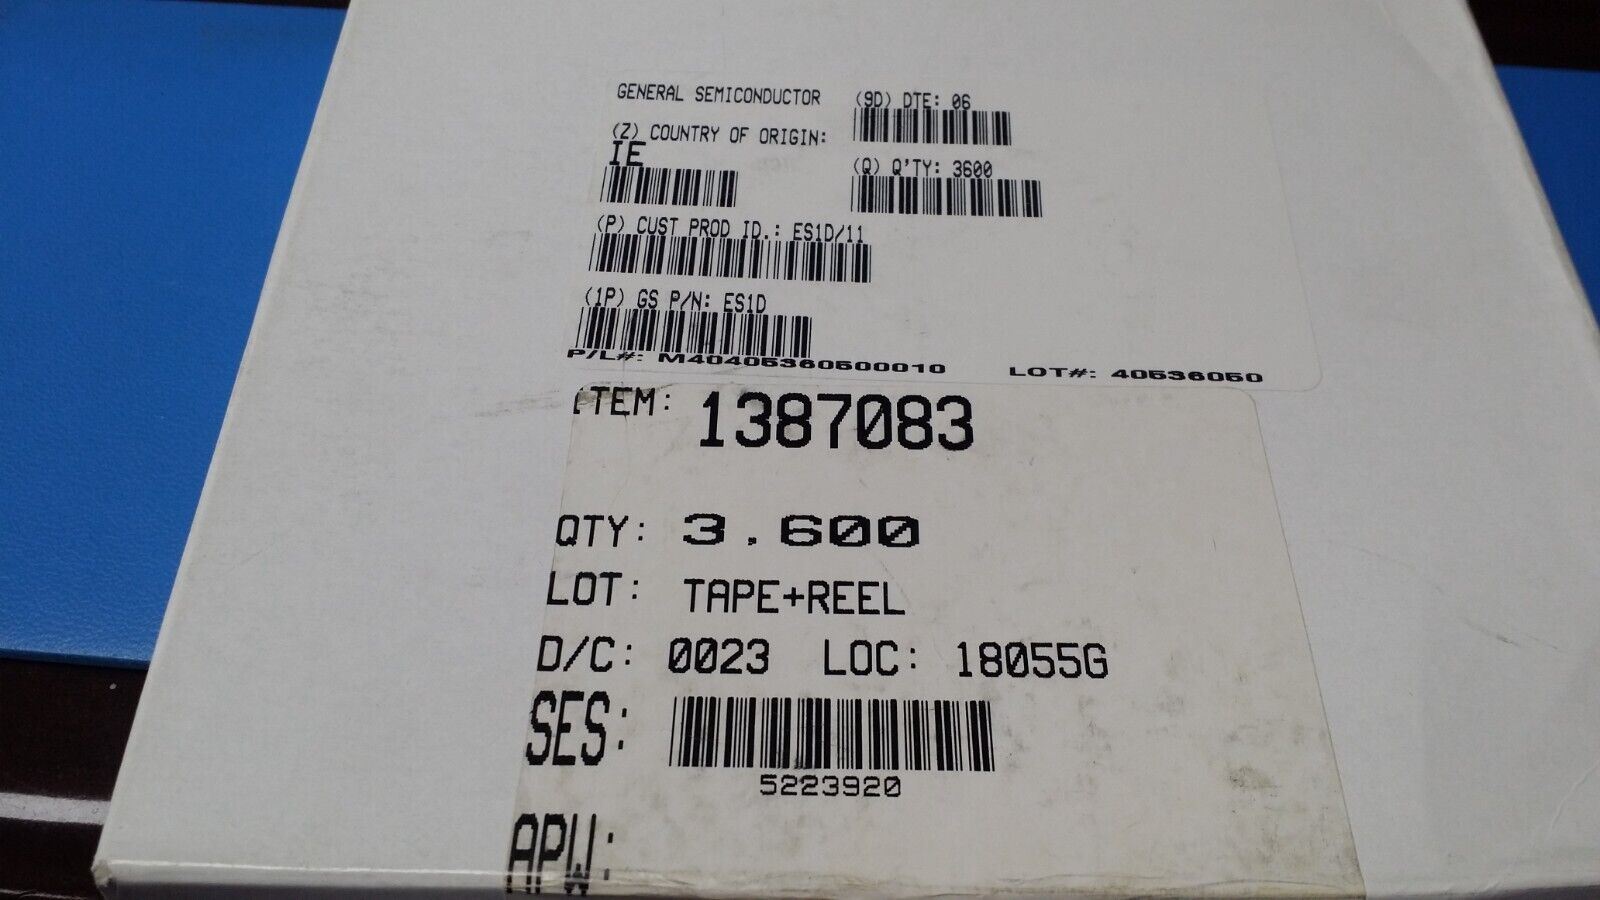 GENERAL SEMICONDUCTOR
(9D) DTE: 06
(Z) COUNTRY OF ORIGIN:
IE
(Q) Q'TY: 3600
(P) CUST PROD ID.: ES1D/11
(1P) GS P/N: ES1D
P/L#: M40405360500010 LOT#: 40536050
ITEM: 1387083
QTY: 3.600
LOT: TAPE+REEL
D/C: 0023 LOC: 18055G
SES:
5223920
APW: